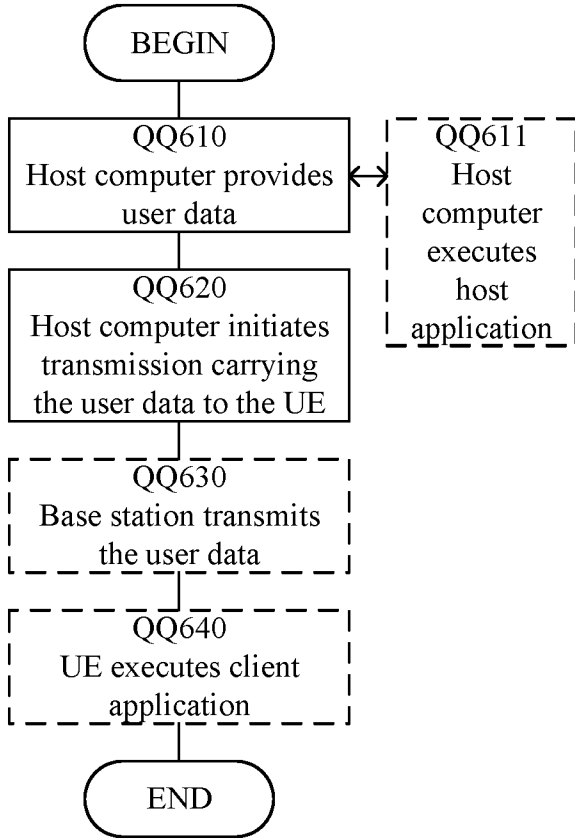 BEGIN
QQ610
Host computer provides
user data
QQ611
Host
computer
executes
host
application
QQ620
Host computer initiates
transmission carrying
the user data to the UE
QQ630
Base station transmits
the user data
QQ640
UE executes client
application
END